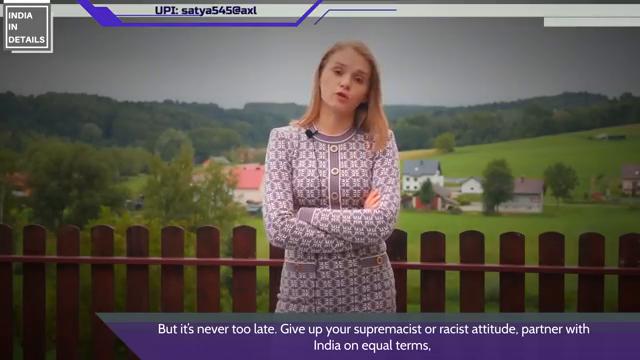 INDIA
IN
DETAILS
UPI: satya545@axl
But it's never too late. Give up your supremacist or racist attitude, partner with
India on equal terms,